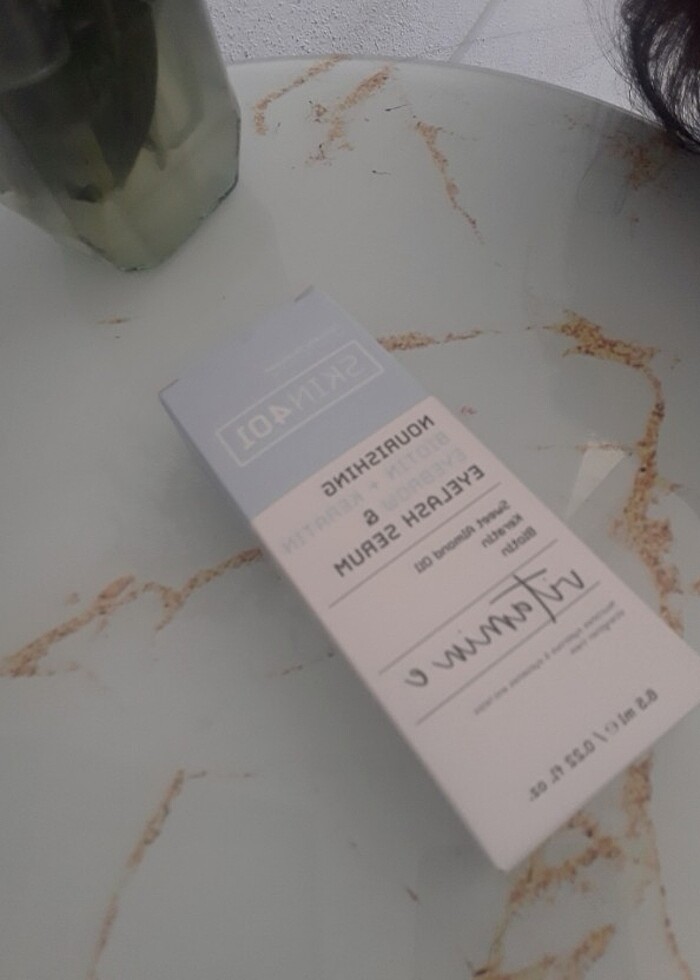 SKIN401
NOURISHING
BIOTIN + KERATIN
EYEBROW
&
EYELASH SERUM
Sweet Almond Oil
Keratin
Biotin
vitamin e
6.5 ml e / 0.22 fl. oz.